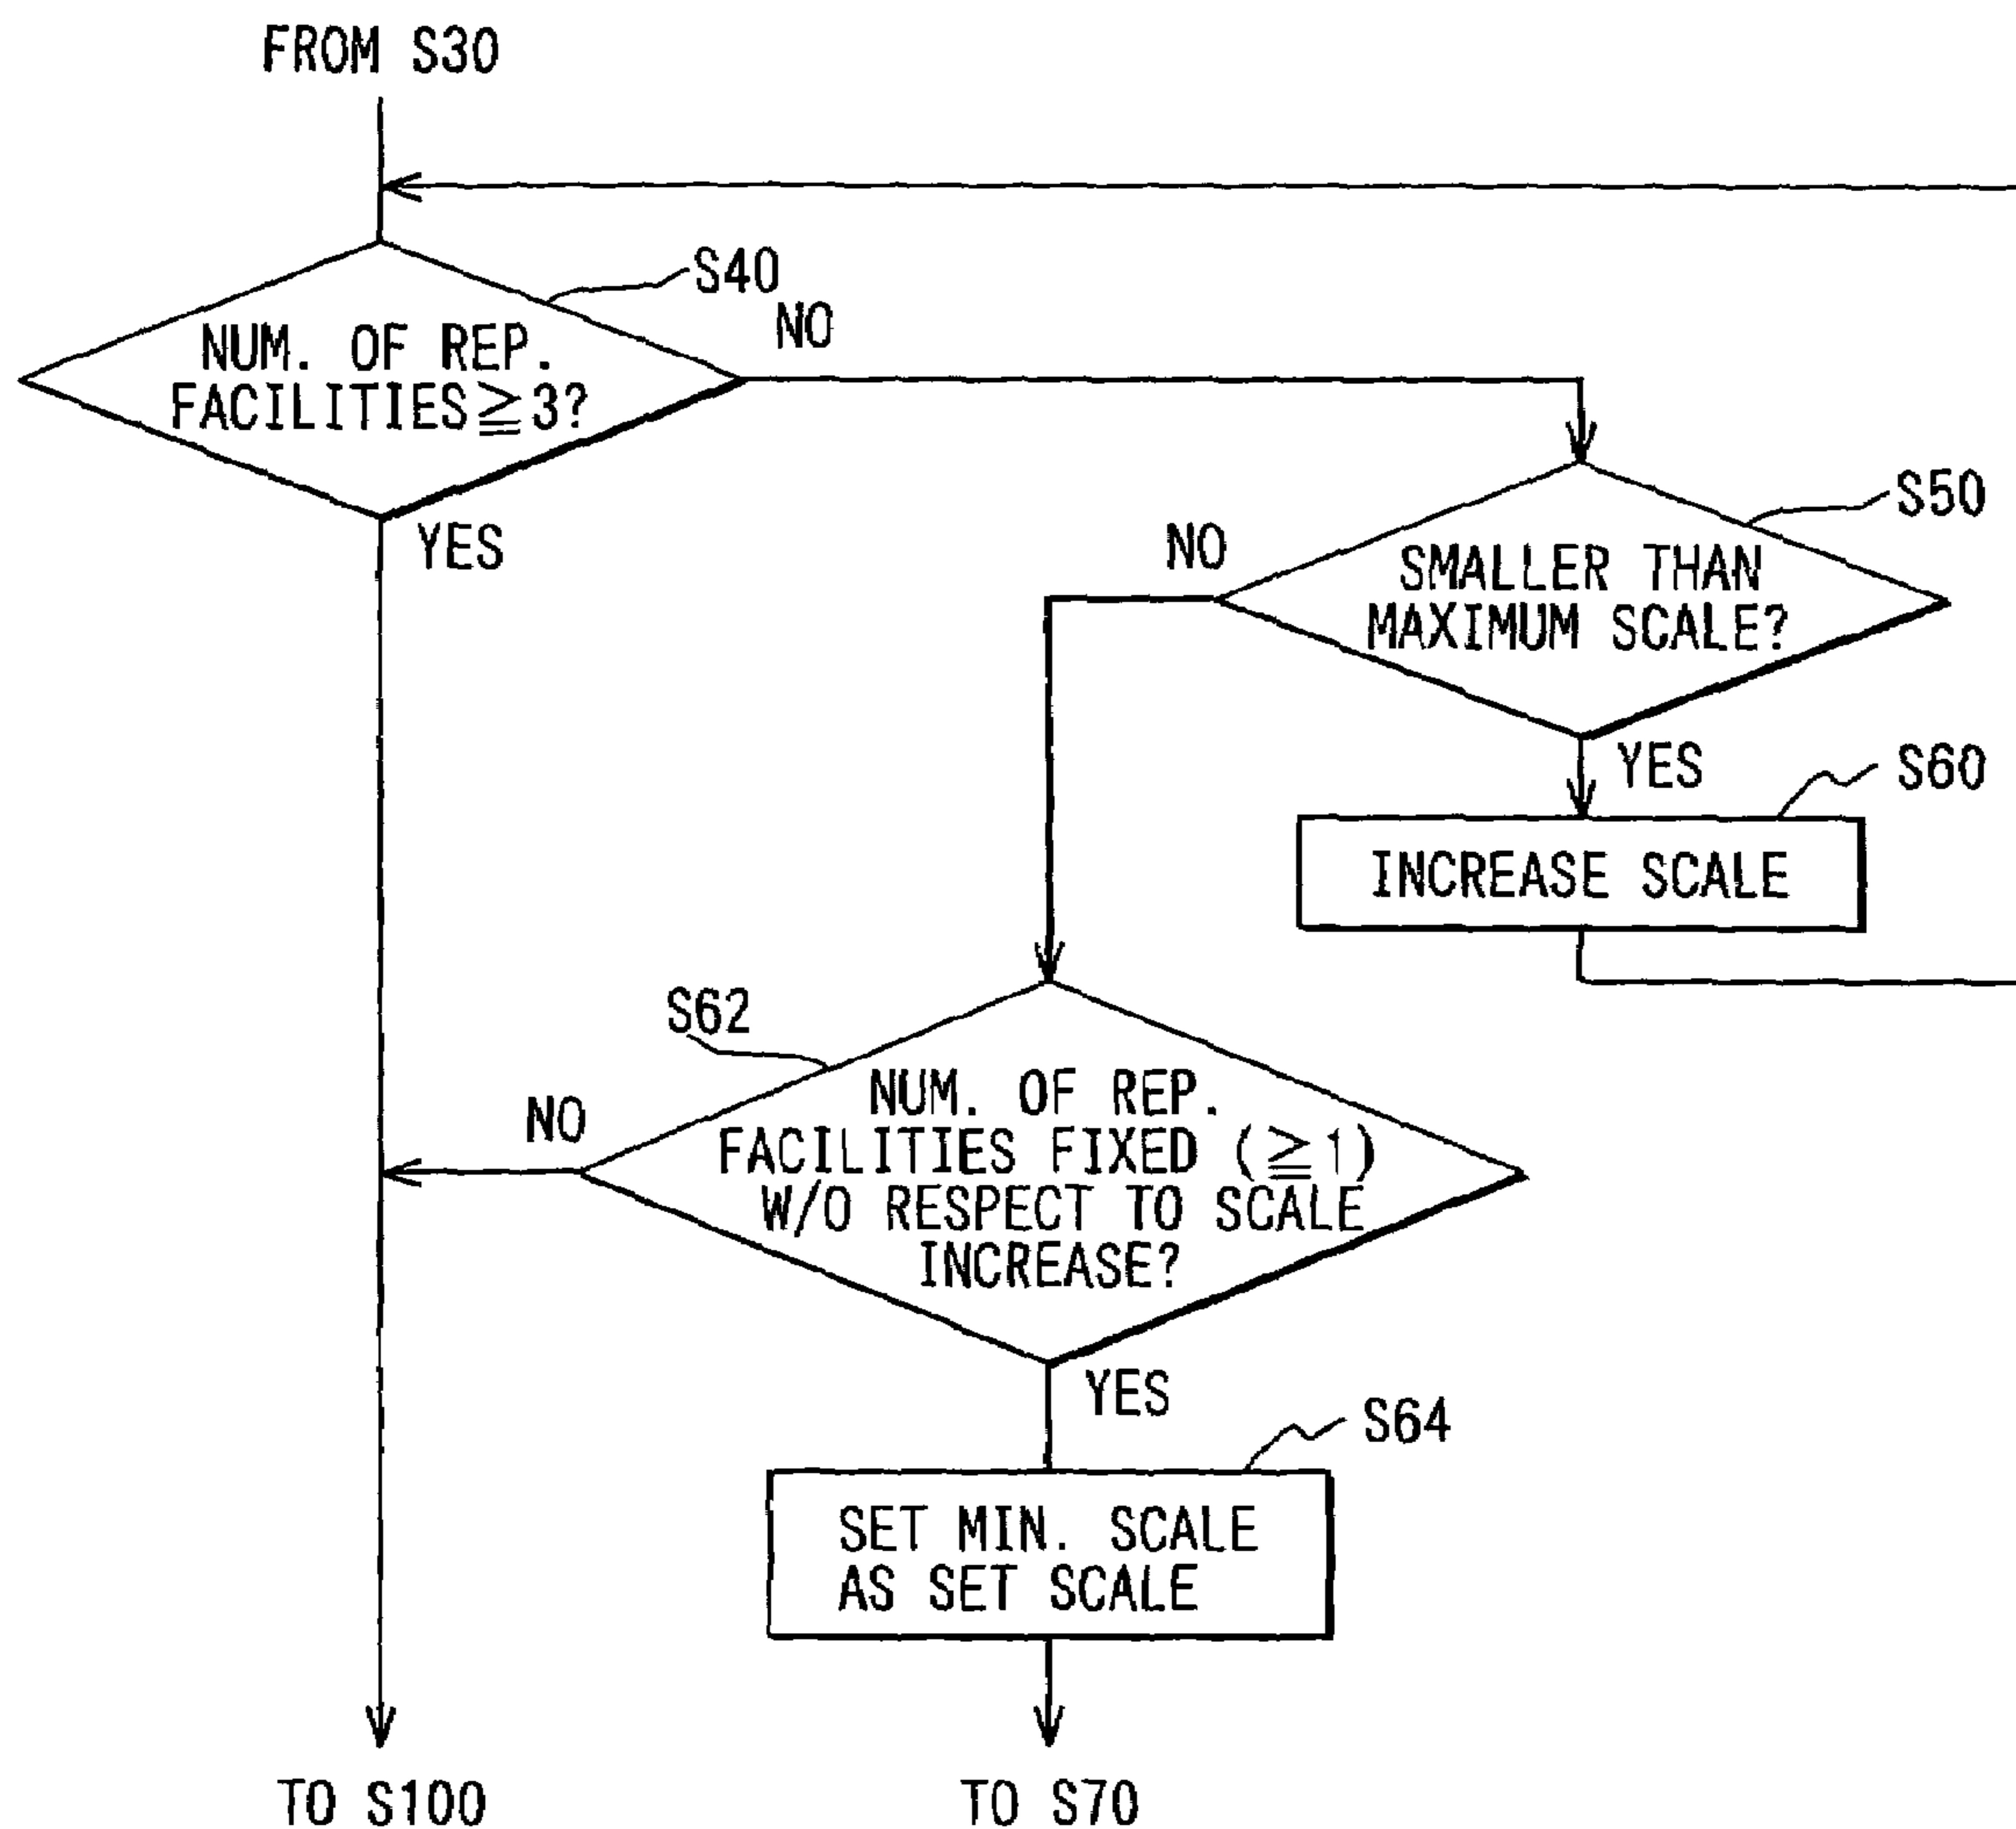 FROM S30
S40
NO
NUM. OF REP.
FACILITIES≧3?
YES
S50
NO
SMALLER THAN
MAXIMUM SCALE?
YES
S60
INCREASE SCALE
S62
NO
NUM. OF REP.
FACILITIES FIXED (≧1)
W/O RESPECT TO SCALE
INCREASE?
YES
S64
SET MIN. SCALE
AS SET SCALE
TO S100
TO S70